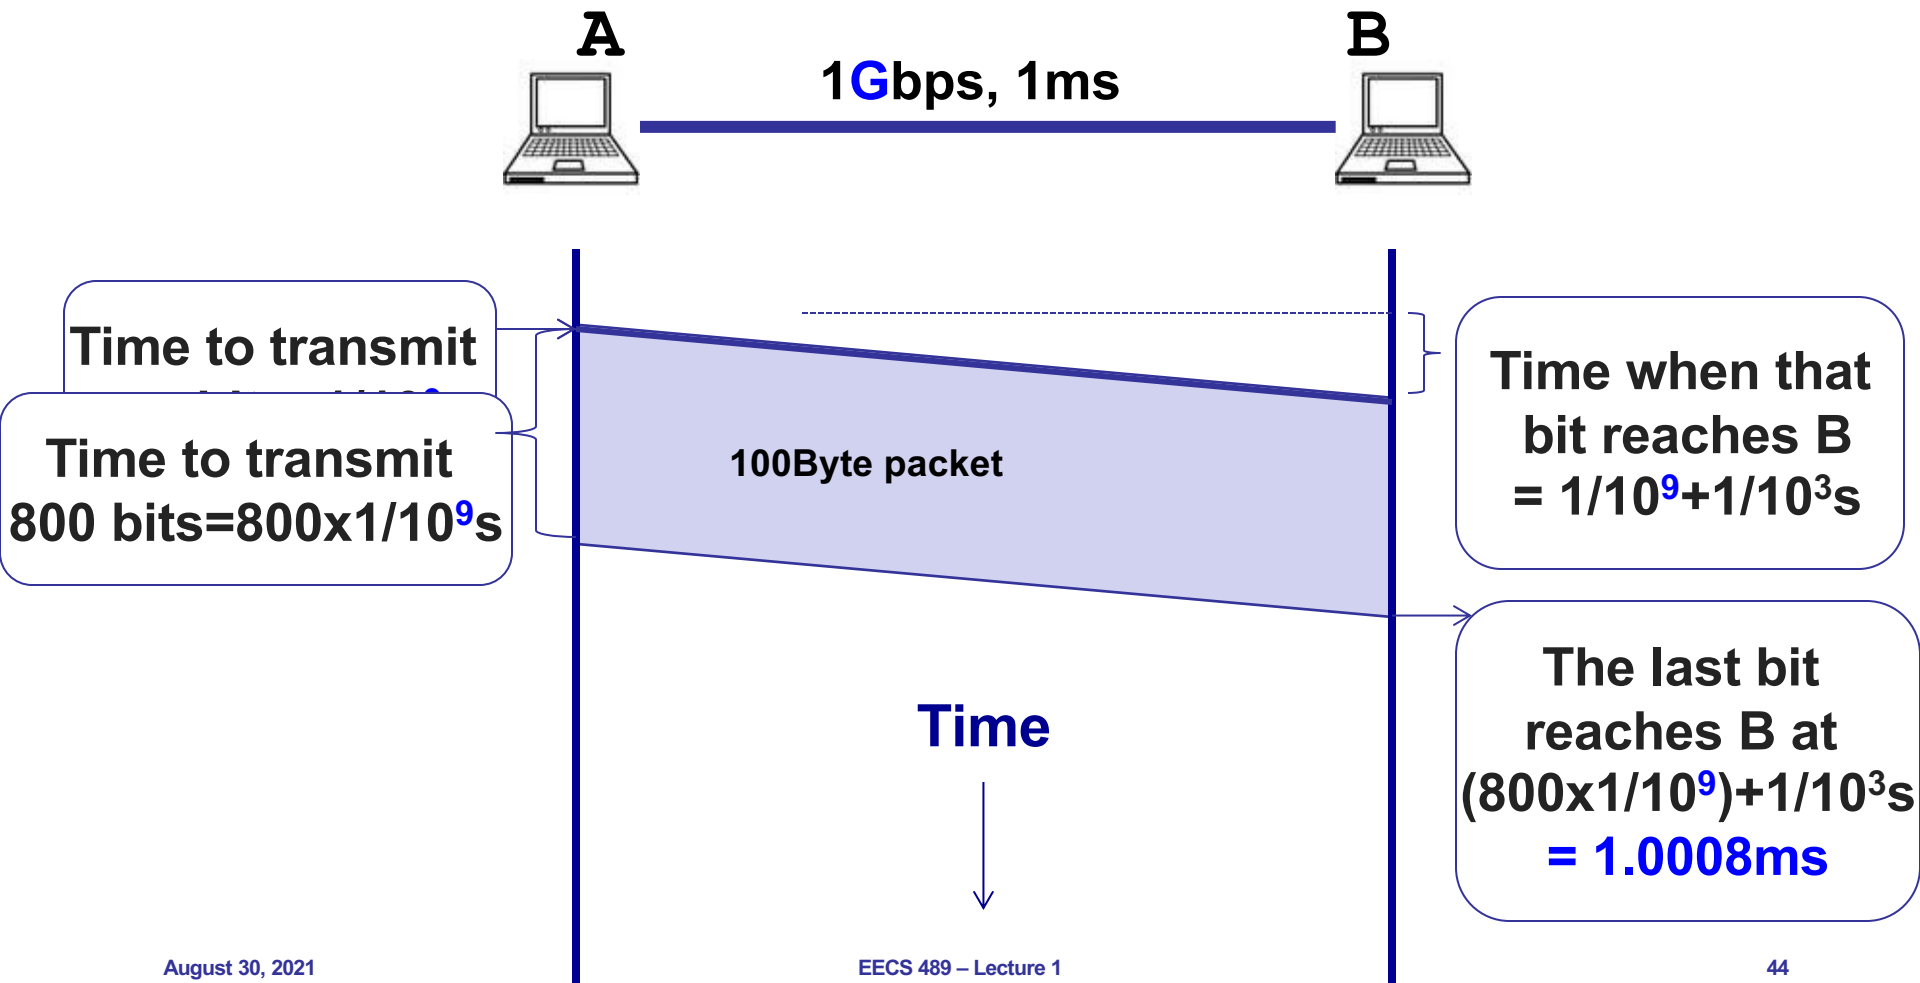 A
B
1Gbps, 1ms
Time to transmit
Time to transmit
800 bits=800x1/10⁹s
100Byte packet
Time when that
bit reaches B
= 1/10⁹+1/10³s
The last bit
reaches B at
(800x1/10⁹)+1/10³s
= 1.0008ms
Time
August 30, 2021
EECS 489 – Lecture 1
44